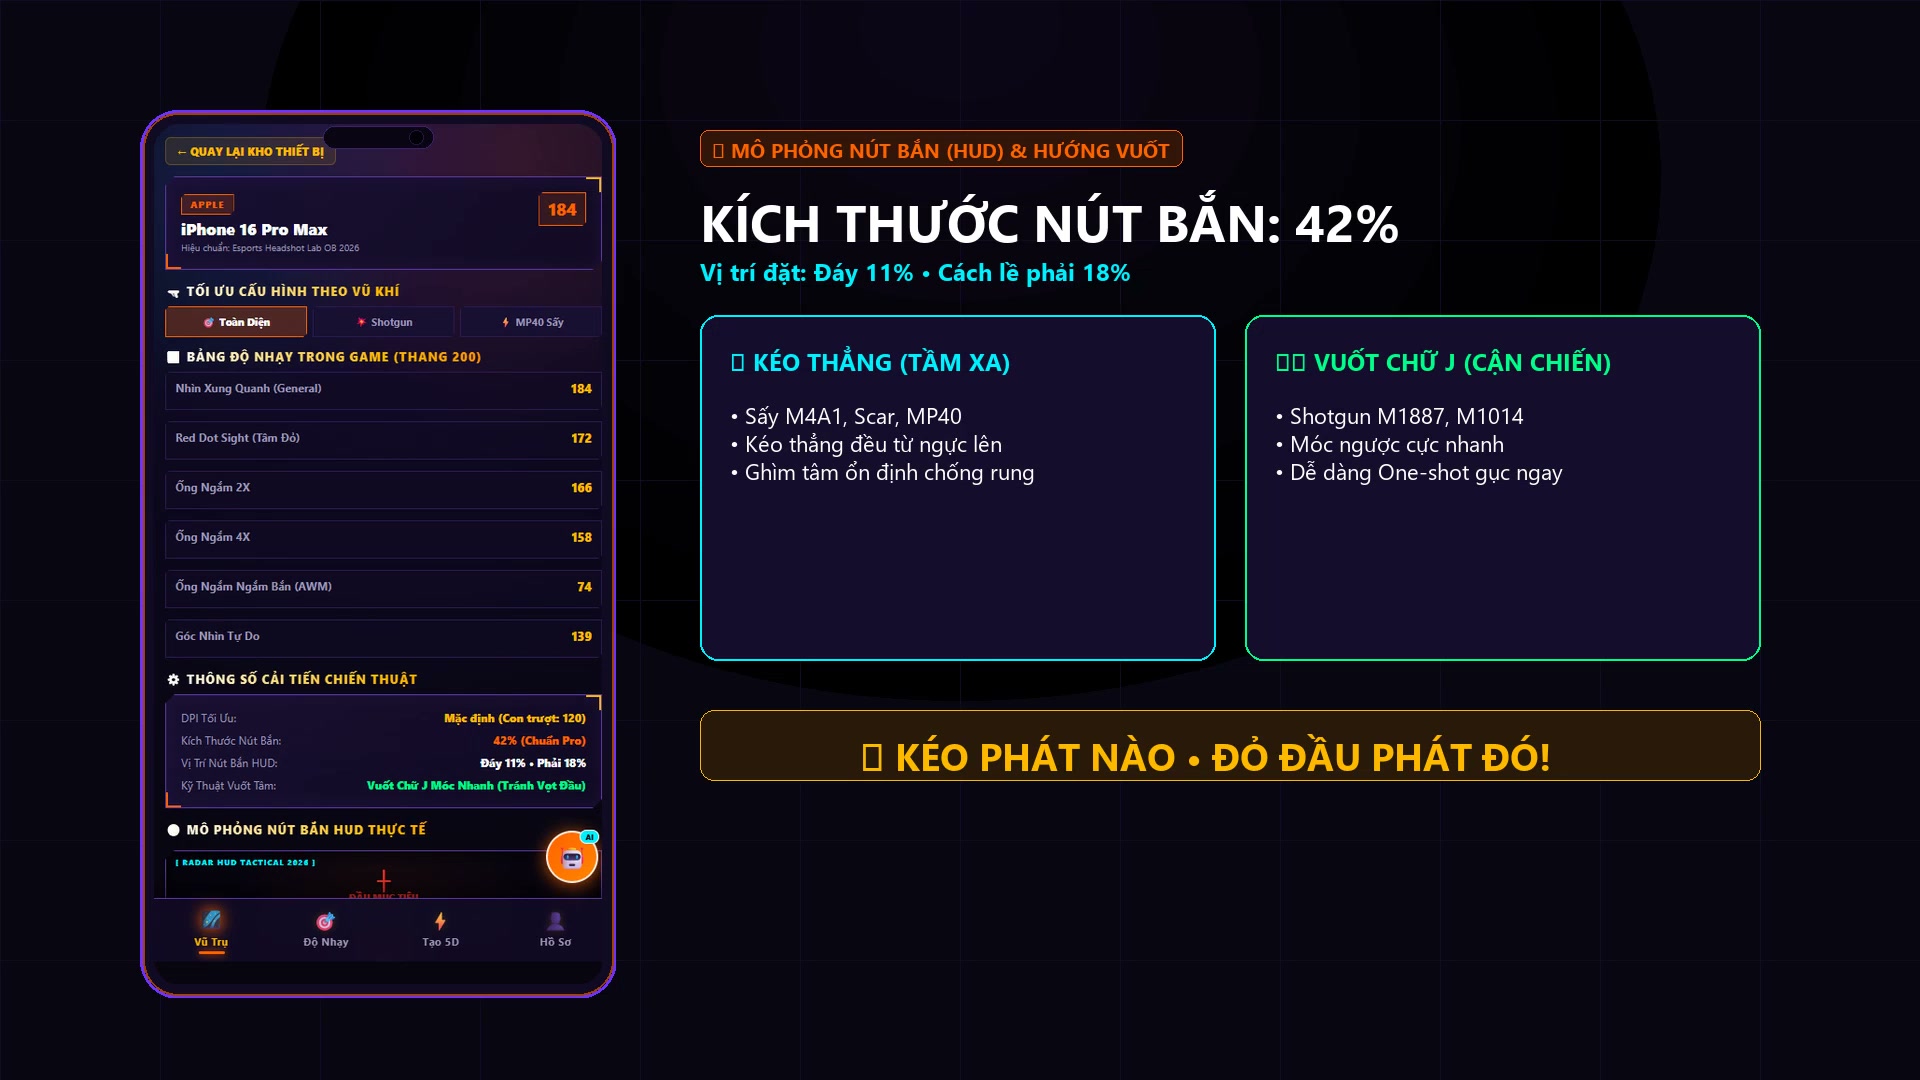 ← QUAY LẠI KHO THIẾT BỊ
APPLE
iPhone 16 Pro Max
Hiệu chuẩn: Esports Headshot Lab OB 2026
184
TỐI ƯU CẤU HÌNH THEO VŨ KHÍ
Toàn Diện
Shotgun
MP40 Sấy
BẢNG ĐỘ NHẠY TRONG GAME (THANG 200)
Nhìn Xung Quanh (General) 184
Red Dot Sight (Tâm Đỏ) 172
Ống Ngắm 2X 166
Ống Ngắm 4X 158
Ống Ngắm Ngắm Bắn (AWM) 74
Góc Nhìn Tự Do 139
THÔNG SỐ CẢI TIẾN CHIẾN THUẬT
DPI Tối Ưu: Mặc định (Con trượt: 120)
Kích Thước Nút Bắn: 42% (Chuẩn Pro)
Vị Trí Nút Bắn HUD: Đáy 11% • Phải 18%
Kỹ Thuật Vuốt Tâm: Vuốt Chữ J Móc Nhanh (Tránh Vọt Đầu)
MÔ PHỎNG NÚT BẮN HUD THỰC TẾ
[ RADAR HUD TACTICAL 2026 ]
ĐẦU MỤC TIÊU
AI
Vũ Trụ
Độ Nhạy
Tạo 5D
Hồ Sơ
MÔ PHỎNG NÚT BẮN (HUD) & HƯỚNG VUỐT
KÍCH THƯỚC NÚT BẮN: 42%
Vị trí đặt: Đáy 11% • Cách lề phải 18%
KÉO THẲNG (TẦM XA)
• Sấy M4A1, Scar, MP40
• Kéo thẳng đều từ ngực lên
• Ghìm tâm ổn định chống rung
VUỐT CHỮ J (CẬN CHIẾN)
• Shotgun M1887, M1014
• Móc ngược cực nhanh
• Dễ dàng One-shot gục ngay
KÉO PHÁT NÀO • ĐỎ ĐẦU PHÁT ĐÓ!